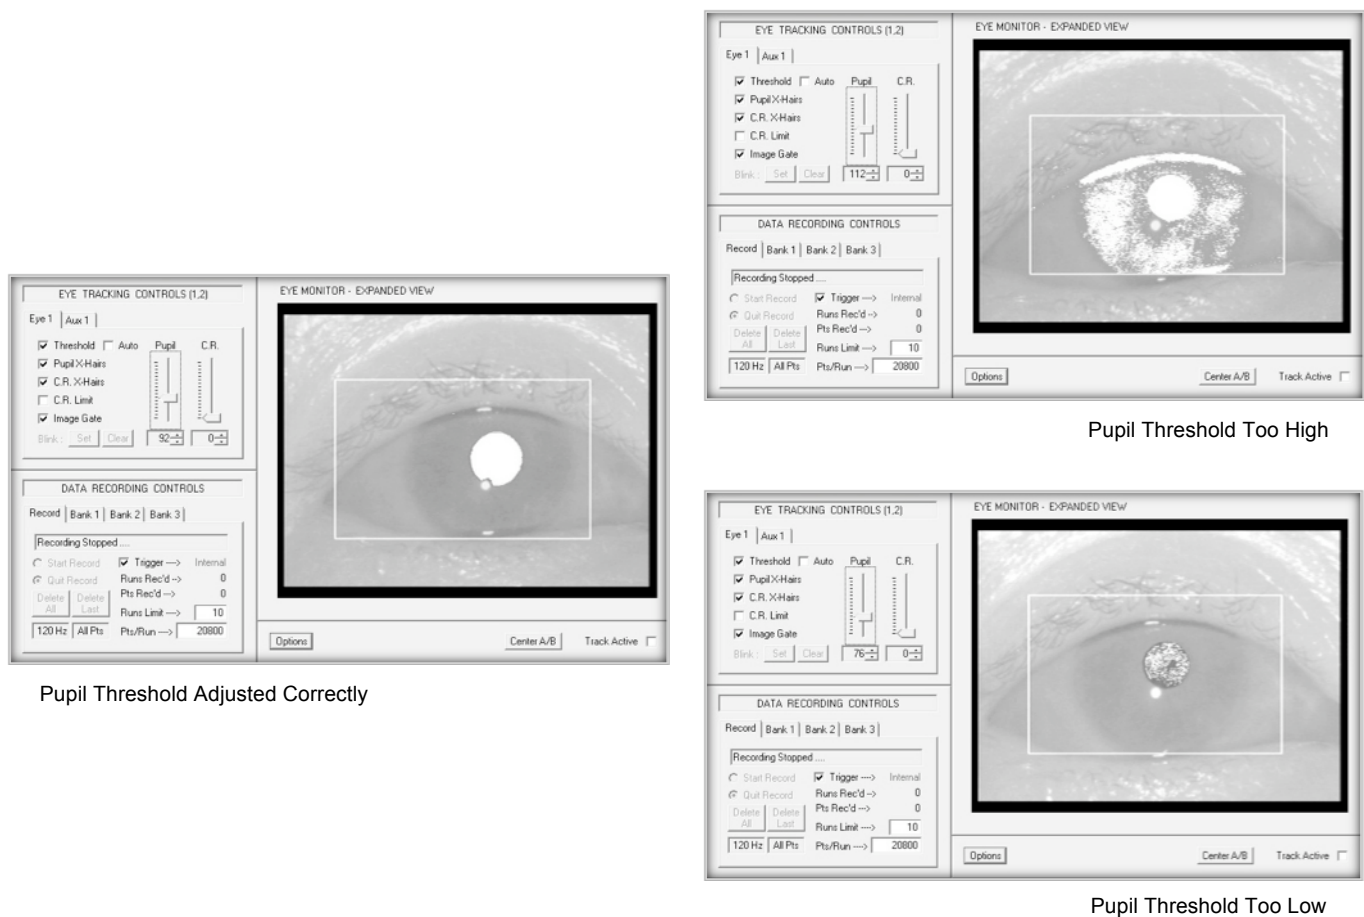 EYE TRACKING CONTROLS (1,2)
EYE MONITOR - EXPANDED VIEW
Eye 1 Aux 1
Threshold Auto Pupil C.R.
Pupil X-Hairs
C.R. X-Hairs
C.R. Limit
Image Gate
Blink : Set Clear 112 0
DATA RECORDING CONTROLS
Record Bank 1 Bank 2 Bank 3
Recording Stopped ....
Start Record Trigger ---> Internal
Quit Record Runs Rec'd --> 0
Delete All Delete Last Pts Rec'd ---> 0
Runs Limit ---> 10
120 Hz All Pts Pts/Run ---> 20800
Options Center A/B Track Active
Pupil Threshold Too High
EYE TRACKING CONTROLS (1,2)
EYE MONITOR - EXPANDED VIEW
Eye 1 Aux 1
Threshold Auto Pupil C.R.
Pupil X-Hairs
C.R. X-Hairs
C.R. Limit
Image Gate
Blink : Set Clear 92 0
DATA RECORDING CONTROLS
Record Bank 1 Bank 2 Bank 3
Recording Stopped ....
Start Record Trigger ---> Internal
Quit Record Runs Rec'd --> 0
Delete All Delete Last Pts Rec'd ---> 0
Runs Limit ---> 10
120 Hz All Pts Pts/Run ---> 20800
Options Center A/B Track Active
Pupil Threshold Adjusted Correctly
EYE TRACKING CONTROLS (1,2)
EYE MONITOR - EXPANDED VIEW
Eye 1 Aux 1
Threshold Auto Pupil C.R.
Pupil X-Hairs
C.R. X-Hairs
C.R. Limit
Image Gate
Blink : Set Clear 76 0
DATA RECORDING CONTROLS
Record Bank 1 Bank 2 Bank 3
Recording Stopped ....
Start Record Trigger ----> Internal
Quit Record Runs Rec'd --> 0
Delete All Delete Last Pts Rec'd ---> 0
Runs Limit ----> 10
120 Hz All Pts Pts/Run ----> 20800
Options Center A/B Track Active
Pupil Threshold Too Low